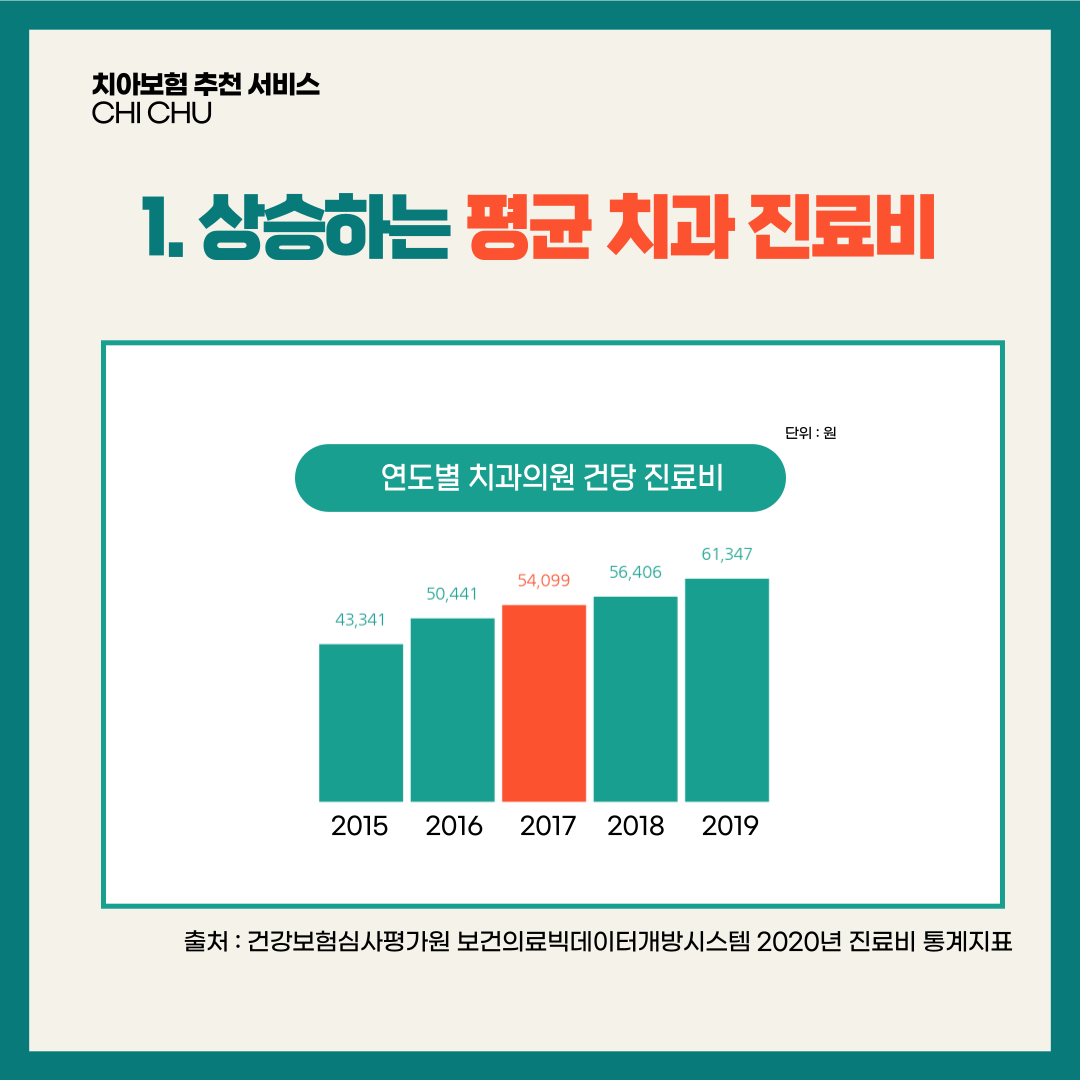 치아보험 추천 서비스
CHI CHU
1. 상승하는 평균 치과 진료비
단위 : 원
연도별 치과의원 건당 진료비
43,341
50,441
54,099
56,406
61,347
2015
2016
2017
2018
2019
출처 : 건강보험심사평가원 보건의료빅데이터개방시스템 2020년 진료비 통계지표